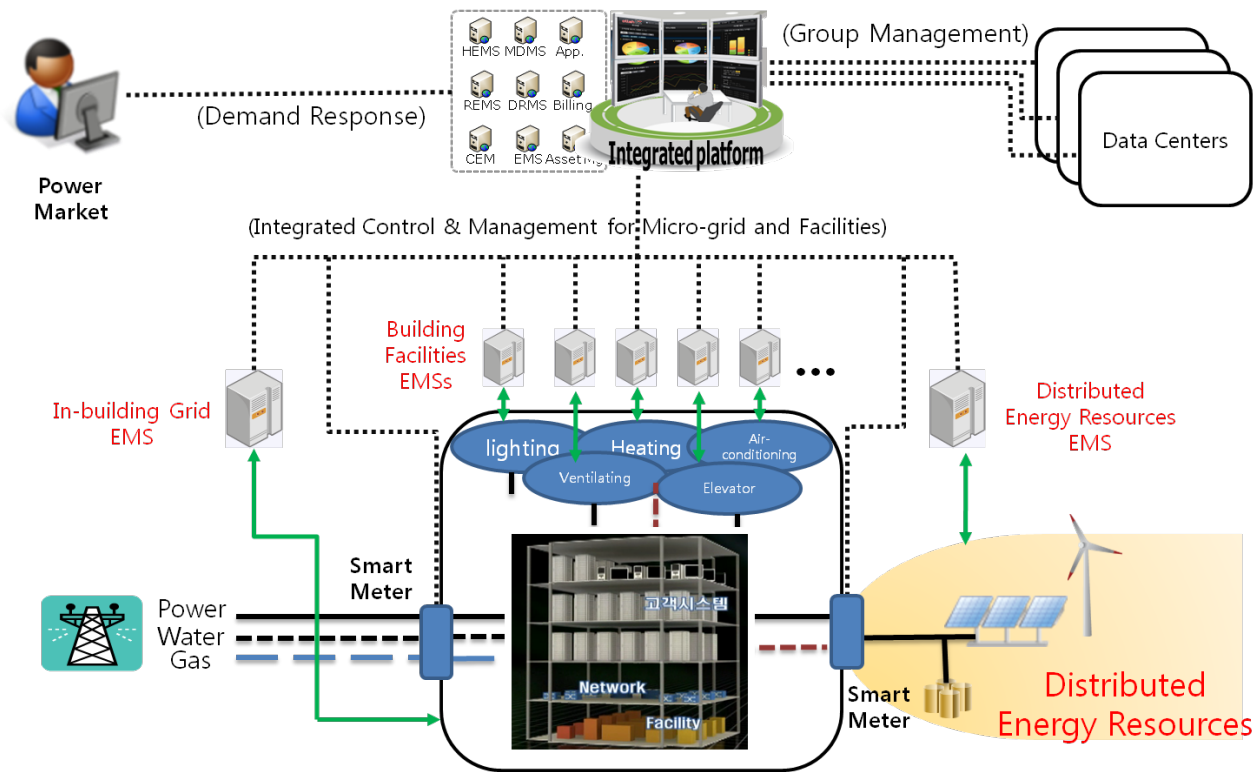 HEMS MDMS App.
REMS DRMS Billing
CEM EMS Asset Mg
Integrated platform
(Group Management)
Data Centers
(Demand Response)
Power
Market
(Integrated Control & Management for Micro-grid and Facilities)
Building
Facilities
EMSs
...
In-building Grid
EMS
Distributed
Energy Resources
EMS
lighting
Heating
Air-
conditioning
Ventilating
Elevator
Smart
Meter
Power
Water
Gas
고객시스템
Network
Facility
Smart
Meter
Distributed
Energy Resources